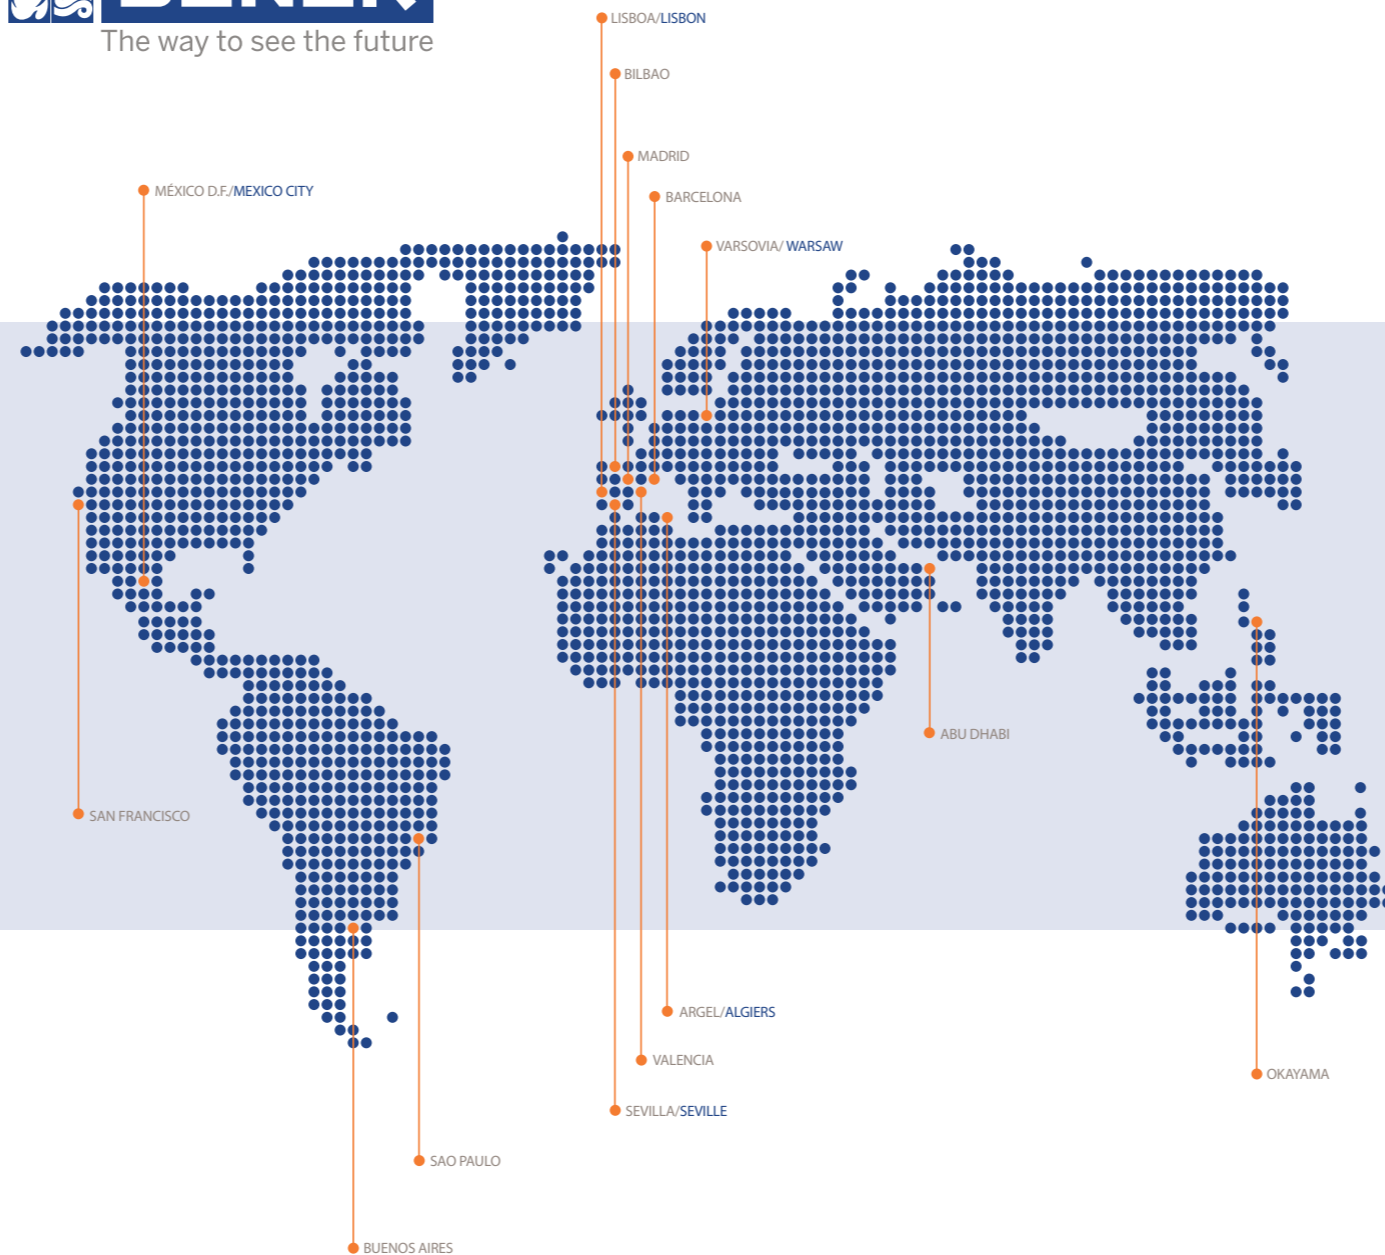 The way to see the future
LISBOA/LISBON
BILBAO
MADRID
MÉXICO D.F./MEXICO CITY
BARCELONA
VARSOVIA/ WARSAW
ABU DHABI
SAN FRANCISCO
ARGEL/ALGIERS
VALENCIA
OKAYAMA
SEVILLA/SEVILLE
SAO PAULO
BUENOS AIRES